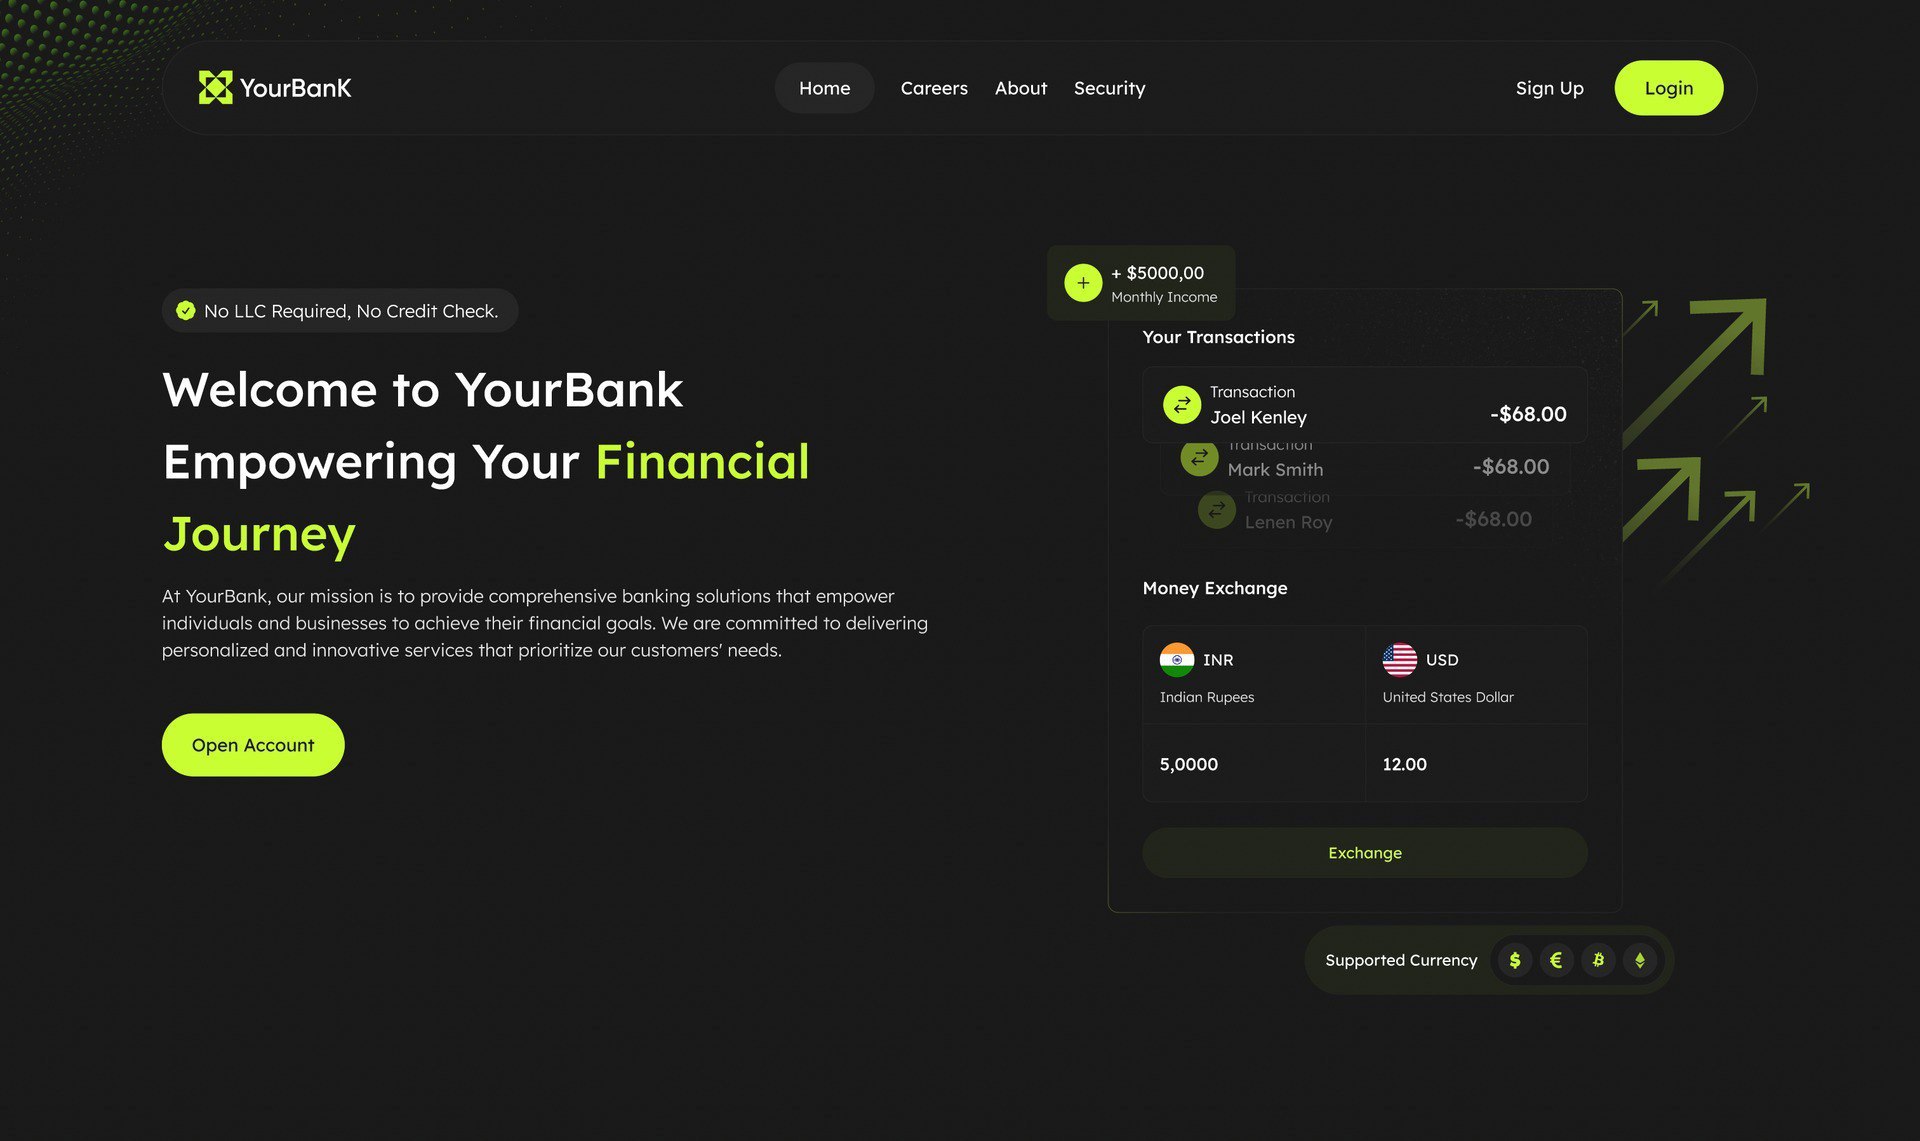 YourBanK
Home
Careers
About
Security
Sign Up
Login
No LLC Required, No Credit Check.
Welcome to YourBank
Empowering Your Financial
Journey
At YourBank, our mission is to provide comprehensive banking solutions that empower
individuals and businesses to achieve their financial goals. We are committed to delivering
personalized and innovative services that prioritize our customers' needs.
Open Account
+ $5000,00
Monthly Income
Your Transactions
Transaction
Joel Kenley
-$68.00
Transaction
Mark Smith
-$68.00
Transaction
Lenen Roy
-$68.00
Money Exchange
INR
Indian Rupees
USD
United States Dollar
5,0000
12.00
Exchange
Supported Currency
$ € ₿